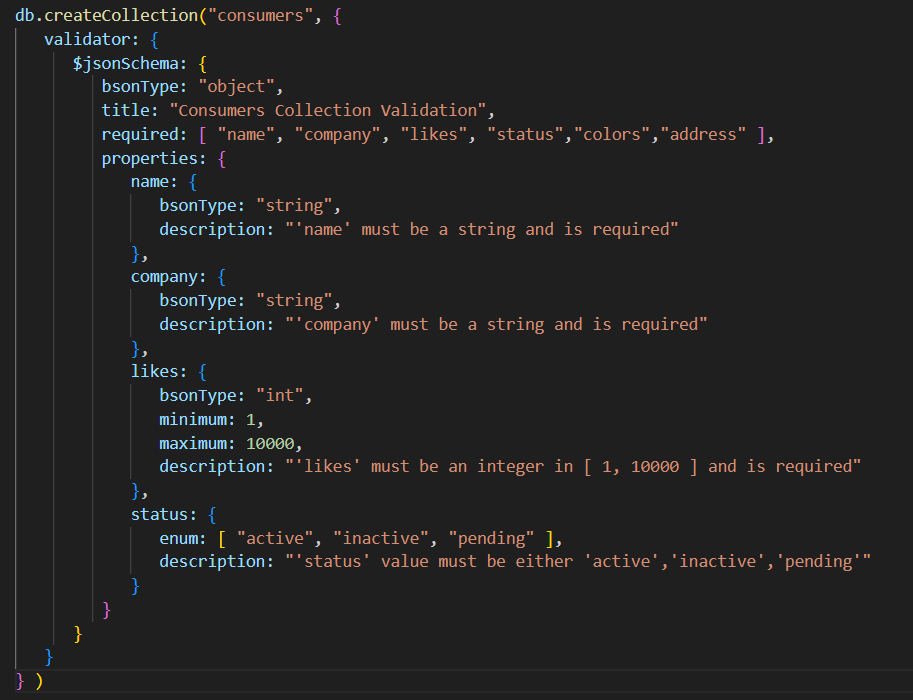 db.createCollection("consumers", {
   validator: {
      $jsonSchema: {
         bsonType: "object",
         title: "Consumers Collection Validation",
         required: [ "name", "company", "likes", "status","colors","address" ],
         properties: {
            name: {
               bsonType: "string",
               description: "'name' must be a string and is required"
            },
            company: {
               bsonType: "string",
               description: "'company' must be a string and is required"
            },
            likes: {
               bsonType: "int",
               minimum: 1,
               maximum: 10000,
               description: "'likes' must be an integer in [ 1, 10000 ] and is required"
            },
            status: {
               enum: [ "active", "inactive", "pending" ],
               description: "'status' value must be either 'active','inactive','pending'"
            }
         }
      }
   }
} )